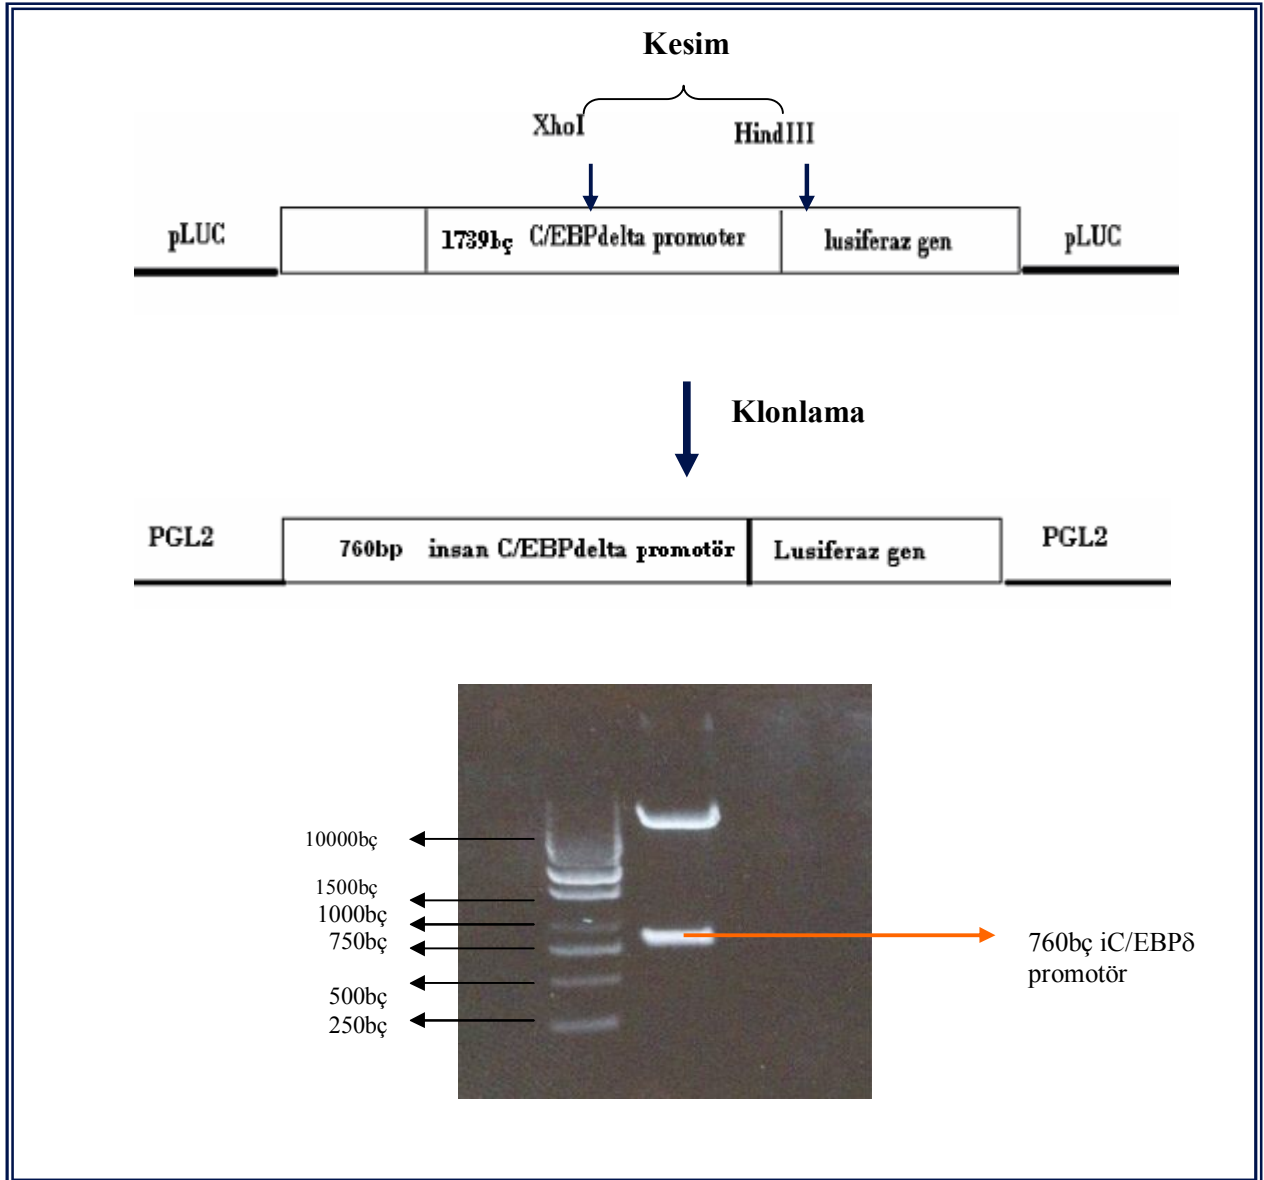 Kesim
XhoI
HindIII
pLUC
1739bç C/EBPdelta promoter
lusiferaz gen
pLUC
Klonlama
PGL2
760bp insan C/EBPdelta promotör
Lusiferaz gen
PGL2
10000bç
1500bç
1000bç
750bç
500bç
250bç
760bç iC/EBPδ
promotör